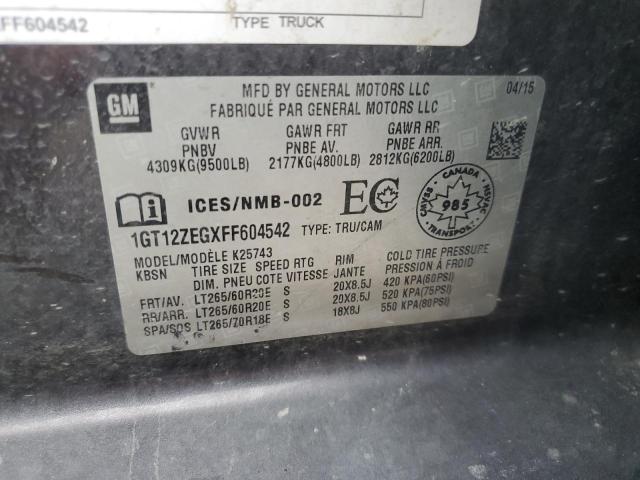 FF604542
TYPE TRUCK
GM
MFD BY GENERAL MOTORS LLC 04/15
FABRIQUÉ PAR GENERAL MOTORS LLC
GVWR GAWR FRT GAWR RR
PNBV PNBE AV. PNBE ARR.
4309KG(9500LB) 2177KG(4800LB) 2812KG(6200LB)
ICES/NMB-002 EC
CANADA
CMVSS NSVAC
985
TRANSPORT
1GT12ZEGXFF604542 TYPE: TRU/CAM
MODEL/MODÈLE K25743
KBSN TIRE SIZE SPEED RTG RIM COLD TIRE PRESSURE
DIM. PNEU COTE VITESSE JANTE PRESSION À FROID
FRT/AV. LT265/60R20E S 20X8.5J 420 KPA(60PSI)
RR/ARR. LT265/60R20E S 20X8.5J 520 KPA(75PSI)
SPA/SOS LT265/70R18E S 18X8J 550 KPA(80PSI)